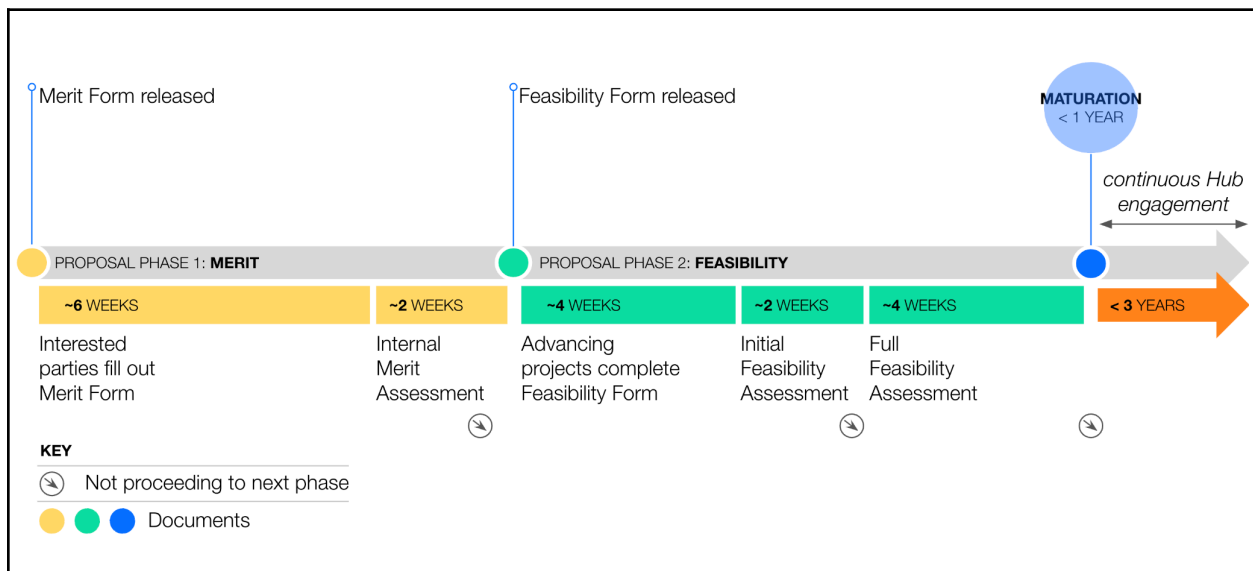 Merit Form released
Feasibility Form released
MATURATION
< 1 YEAR
continuous Hub
engagement
PROPOSAL PHASE 1: MERIT
PROPOSAL PHASE 2: FEASIBILITY
~6 WEEKS
~2 WEEKS
~4 WEEKS
~2 WEEKS
~4 WEEKS
< 3 YEARS
Interested
parties fill out
Merit Form
Internal
Merit
Assessment
Advancing
projects complete
Feasibility Form
Initial
Feasibility
Assessment
Full
Feasibility
Assessment
KEY
Not proceeding to next phase
Documents